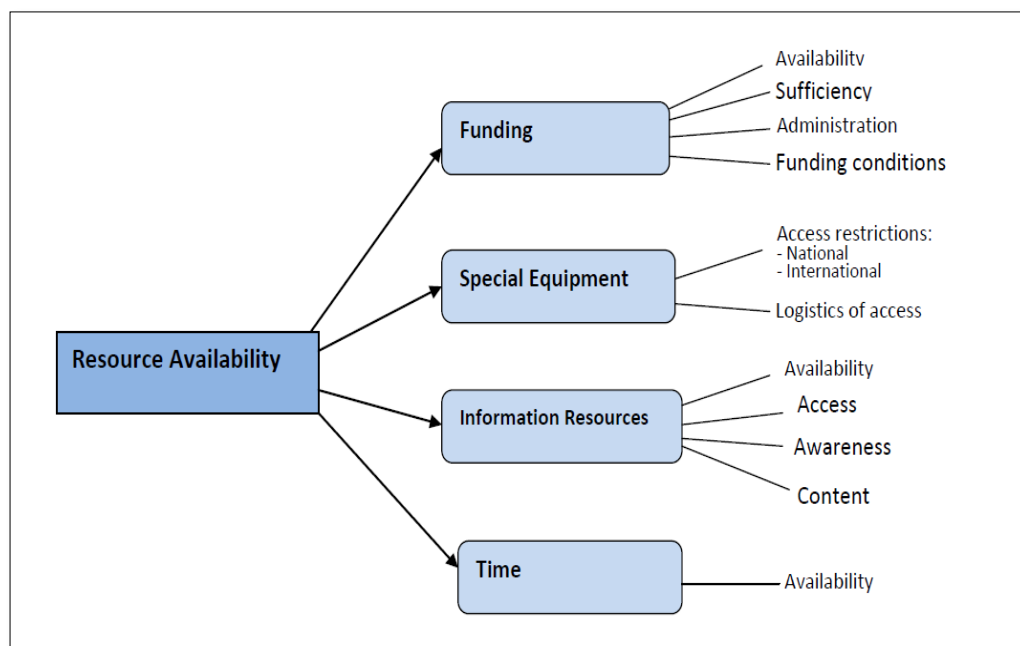 Resource Availability
Funding
Availability
Sufficiency
Administration
Funding conditions
Special Equipment
Access restrictions:
- National
- International
Logistics of access
Information Resources
Availability
Access
Awareness
Content
Time
Availability